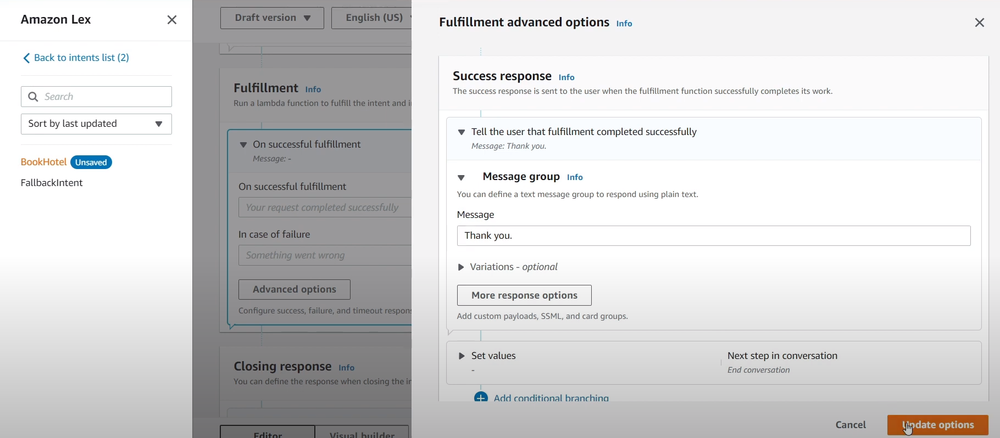 Amazon Lex
Back to intents list (2)
Search
Sort by last updated
BookHotel Unsaved
FallbackIntent
Draft version
English (US)
Fulfillment Info
Run a lambda function to fulfill the intent and
On successful fulfillment
Message: -
On successful fulfillment
Your request completed successfully
In case of failure
Something went wrong
Advanced options
Configure success, failure, and timeout respon
Closing response Info
You can define the response when closing the
Editor
Visual builder
Fulfillment advanced options Info
Success response Info
The success response is sent to the user when the fulfillment function successfully completes its work.
Tell the user that fulfillment completed successfully
Message: Thank you.
Message group Info
You can define a text message group to respond using plain text.
Message
Thank you.
Variations - optional
More response options
Add custom payloads, SSML, and card groups.
Set values
-
Next step in conversation
End conversation
Add conditional branching
Cancel
Update options